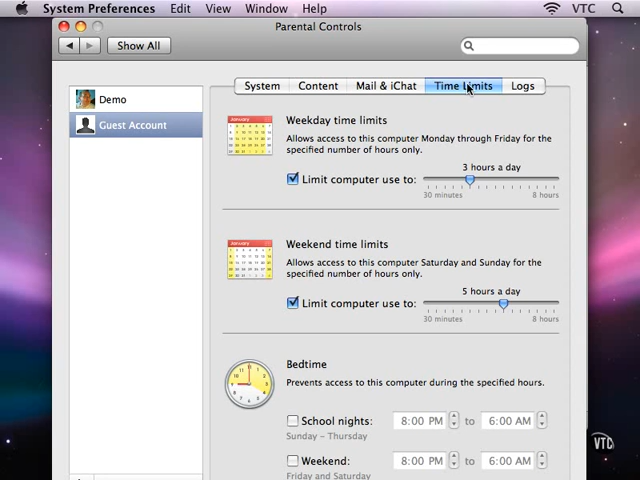 System Preferences Edit View Window Help VTC
Parental Controls
Show All
System Content Mail & iChat Time Limits Logs
Demo
Guest Account
Weekday time limits
Allows access to this computer Monday through Friday for the
specified number of hours only.
3 hours a day
Limit computer use to:
30 minutes 8 hours
Weekend time limits
Allows access to this computer Saturday and Sunday for the
specified number of hours only.
5 hours a day
Limit computer use to:
30 minutes 8 hours
Bedtime
Prevents access to this computer during the specified hours.
School nights: 8:00 PM to 6:00 AM
Sunday – Thursday
Weekend: 8:00 PM to 6:00 AM
Friday and Saturday
VTC